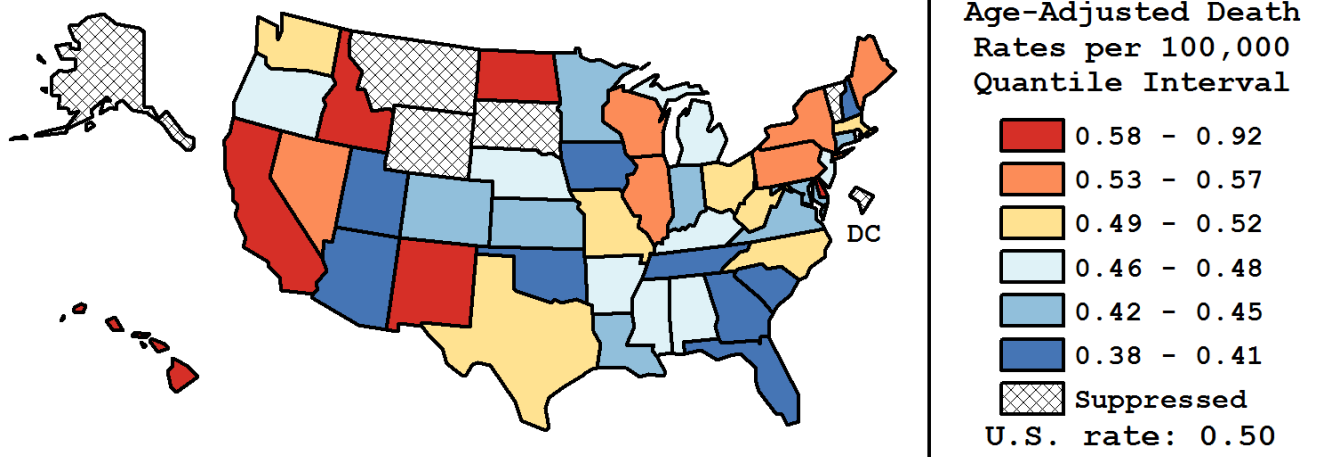 Age-Adjusted Death
Rates per 100,000
Quantile Interval
0.58 - 0.92
0.53 - 0.57
0.49 - 0.52
0.46 - 0.48
0.42 - 0.45
0.38 - 0.41
Suppressed
U.S. rate: 0.50
DC